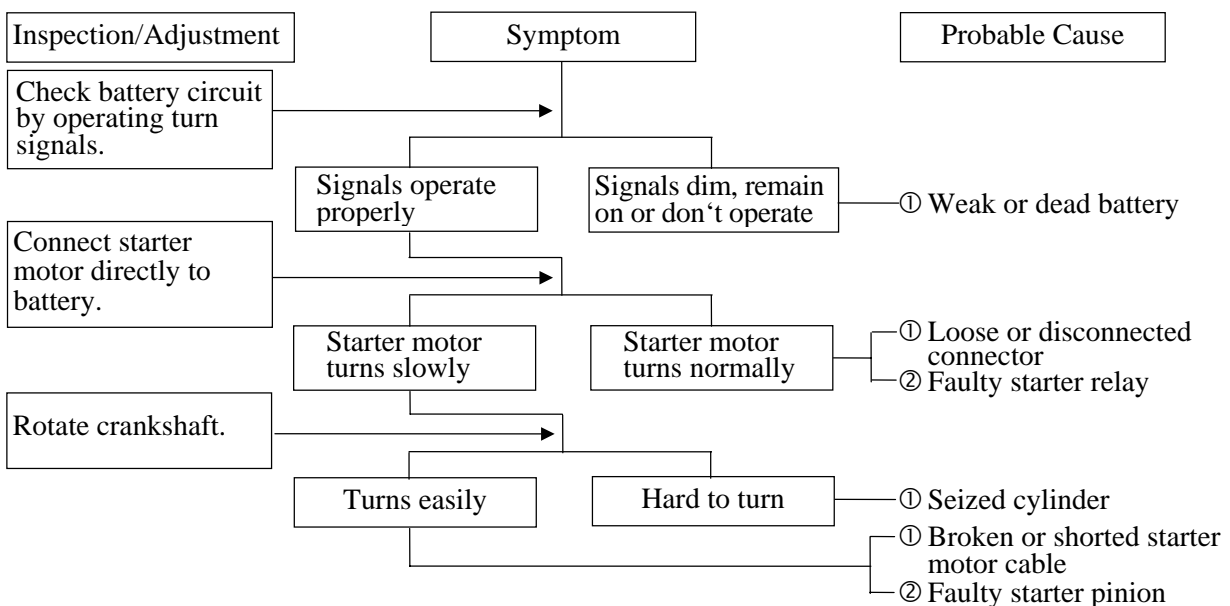 Inspection/Adjustment
Symptom
Probable Cause
Check battery circuit
by operating turn
signals.
Signals operate
properly
Signals dim, remain
on or don‘t operate
① Weak or dead battery
Connect starter
motor directly to
battery.
Starter motor
turns slowly
Starter motor
turns normally
① Loose or disconnected
connector
② Faulty starter relay
Rotate crankshaft.
Turns easily
Hard to turn
① Seized cylinder
① Broken or shorted starter
motor cable
② Faulty starter pinion